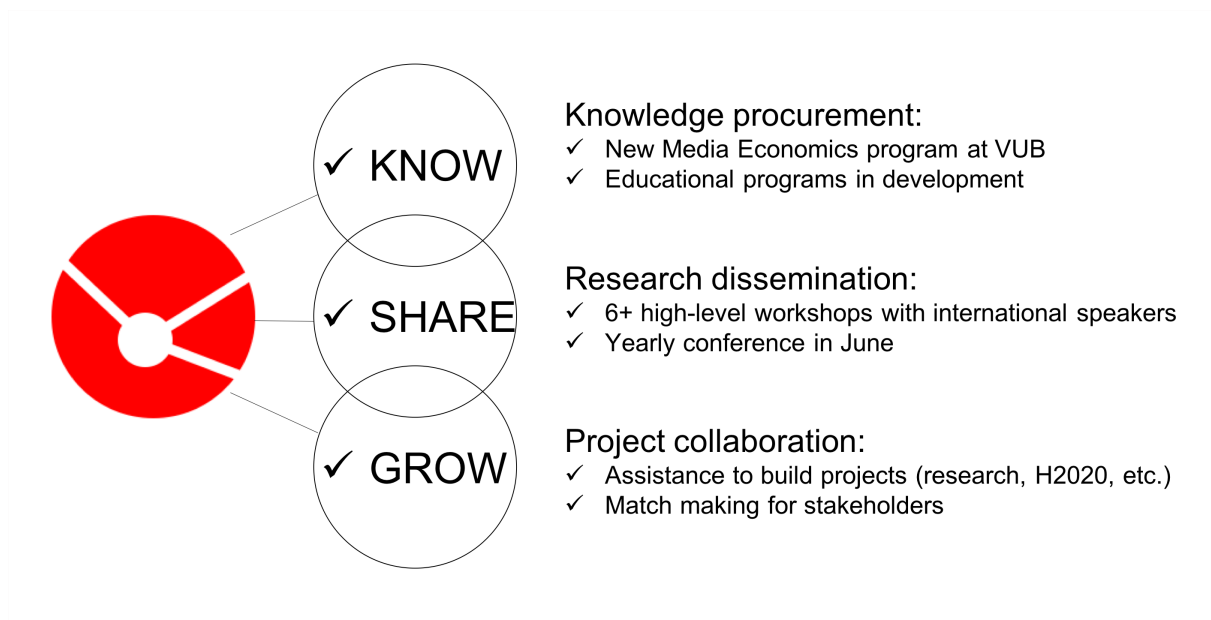 ✓ KNOW
✓ SHARE
✓ GROW
Knowledge procurement:
✓ New Media Economics program at VUB
✓ Educational programs in development
Research dissemination:
✓ 6+ high-level workshops with international speakers
✓ Yearly conference in June
Project collaboration:
✓ Assistance to build projects (research, H2020, etc.)
✓ Match making for stakeholders